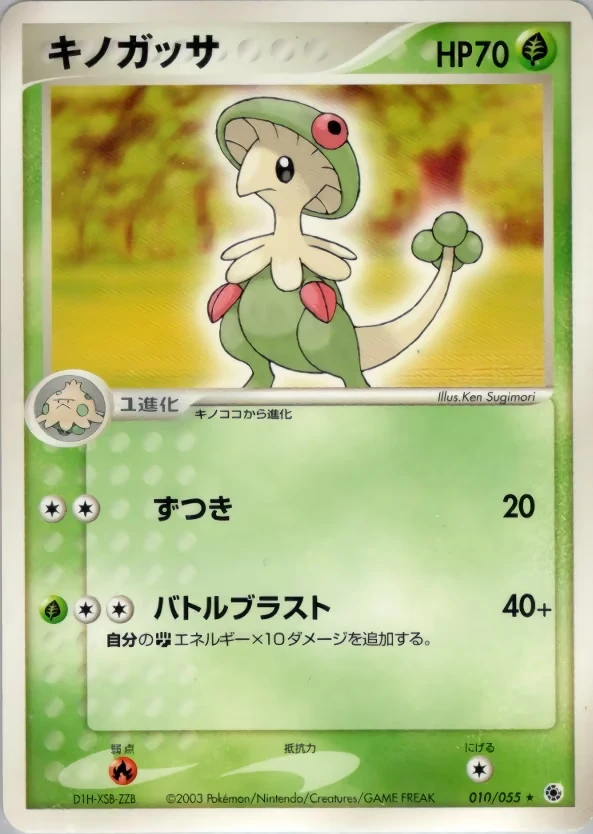 キノガッサ HP70
Illus.Ken Sugimori
1進化 キノココから進化
ずつき 20
バトルブラスト 40+
自分のエネルギー×10ダメージを追加する。
弱点 抵抗力 にげる
D1H-XSB-ZZB ©2003 Pokémon/Nintendo/Creatures/GAME FREAK 010/055 ★